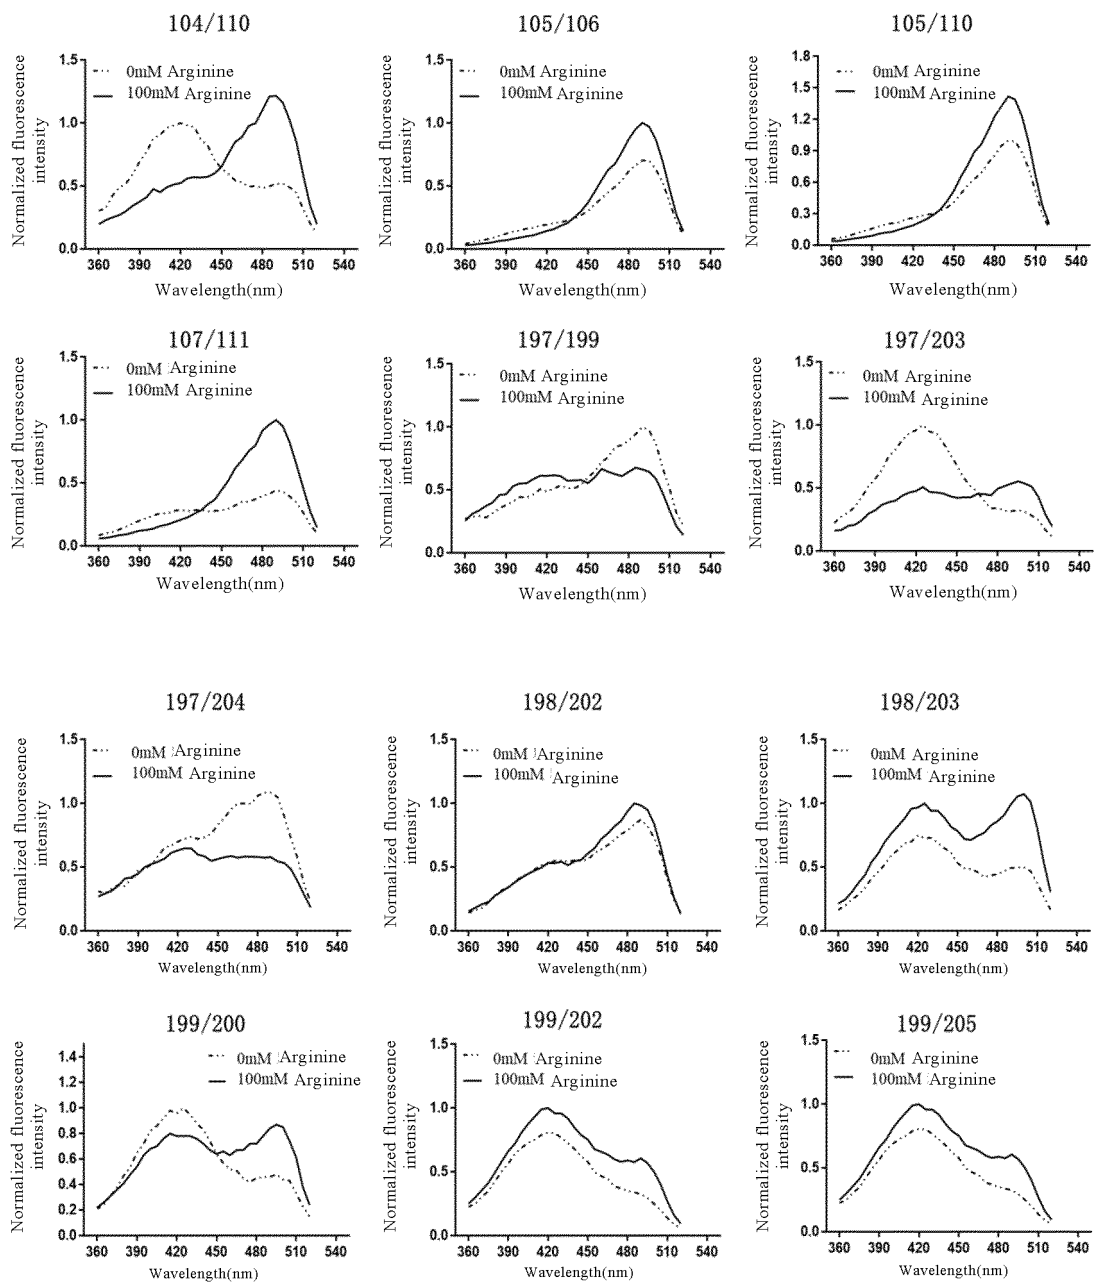 104/110
1.5
1.0
0.5
0.0
Normalized fluorescence
intensity
0mM Arginine
100mM Arginine
360 390 420 450 480 510 540
Wavelength(nm)
105/106
1.5
1.0
0.5
0.0
Normalized fluorescence
intensity
0mM Arginine
100mM Arginine
360 390 420 450 480 510 540
Wavelength(nm)
105/110
1.8
1.5
1.2
0.9
0.6
0.3
0.0
Normalized fluorescence
intensity
0mM Arginine
100mM Arginine
360 390 420 450 480 510 540
Wavelength(nm)
107/111
1.5
1.0
0.5
0.0
Normalized fluorescence
intensity
0mM Arginine
100mM Arginine
360 390 420 450 480 510 540
Wavelength(nm)
197/199
1.5
1.0
0.5
0.0
Normalized fluorescence
intensity
0mM Arginine
100mM Arginine
360 390 420 450 480 510 540
Wavelength(nm)
197/203
1.5
1.0
0.5
0.0
Normalized fluorescence
intensity
0mM Arginine
100mM Arginine
360 390 420 450 480 510 540
Wavelength(nm)
197/204
1.5
1.0
0.5
0.0
Normalized fluorescence
intensity
0mM Arginine
100mM Arginine
360 390 420 450 480 510 540
Wavelength(nm)
198/202
1.5
1.0
0.5
0.0
Normalized fluorescence
intensity
0mM Arginine
100mM Arginine
360 390 420 450 480 510 540
Wavelength(nm)
198/203
1.5
1.0
0.5
0.0
Normalized fluorescence
intensity
0mM Arginine
100mM Arginine
360 390 420 450 480 510 540
Wavelength(nm)
199/200
1.4
1.2
1.0
0.8
0.6
0.4
0.2
0.0
Normalized fluorescence
intensity
0mM Arginine
100mM Arginine
360 390 420 450 480 510 540
Wavelength(nm)
199/202
1.5
1.0
0.5
0.0
Normalized fluorescence
intensity
0mM Arginine
100mM Arginine
360 390 420 450 480 510 540
Wavelength(nm)
199/205
1.5
1.0
0.5
0.0
Normalized fluorescence
intensity
0mM Arginine
100mM Arginine
360 390 420 450 480 510 540
Wavelength(nm)